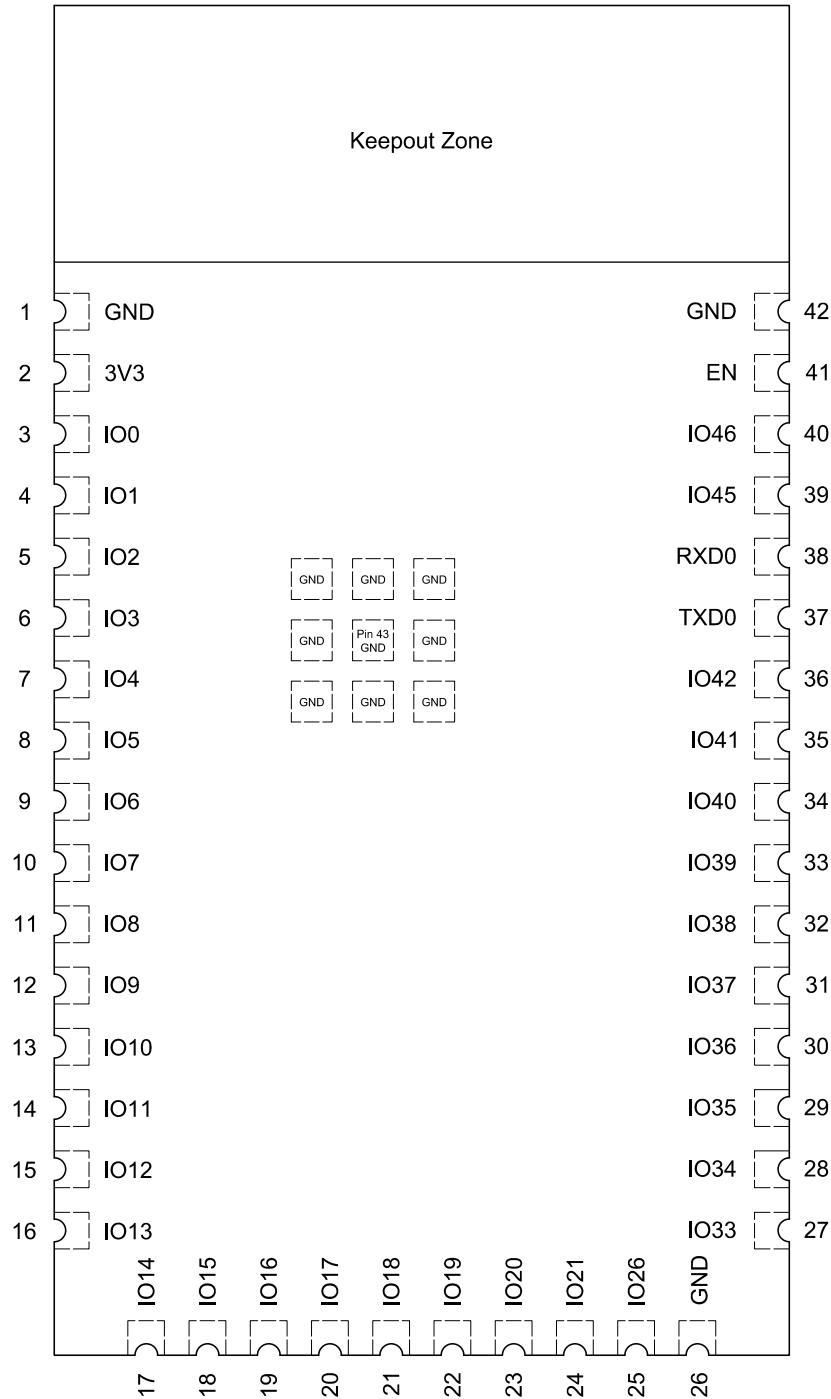 Keepout Zone
1 GND GND 42
2 3V3 EN 41
3 IO0 IO46 40
4 IO1 IO45 39
5 IO2 RXD0 38
GND GND GND
6 IO3 TXD0 37
GND Pin 43 GND GND
7 IO4 IO42 36
GND GND GND
8 IO5 IO41 35
9 IO6 IO40 34
10 IO7 IO39 33
11 IO8 IO38 32
12 IO9 IO37 31
13 IO10 IO36 30
14 IO11 IO35 29
15 IO12 IO34 28
16 IO13 IO33 27
IO14 IO15 IO16 IO17 IO18 IO19 IO20 IO21 IO26 GND
17 18 19 20 21 22 23 24 25 26